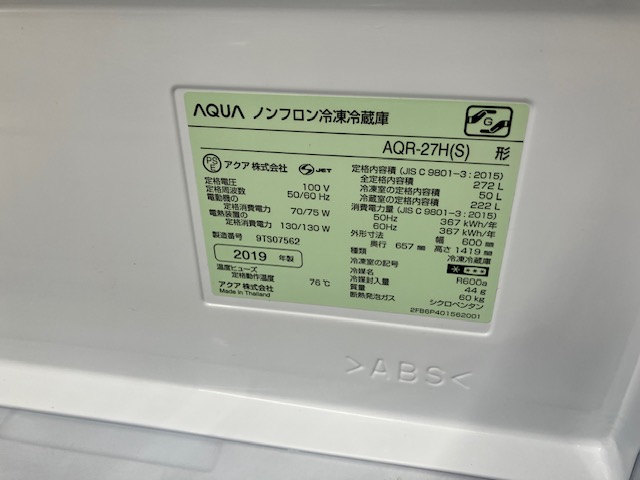 AQUA ノンフロン冷凍冷蔵庫
G
AQR-27H(S) 形
PS E アクア 株式会社 JET
定格電圧 100 V
定格周波数 50/60 Hz
電動機の
定格消費電力 70/75 W
電熱装置の
定格消費電力 130/130 W
製造番号 9TS07562
2019 年製
温度ヒューズ
定格動作温度 76℃
アクア 株式会社
Made in Thailand
定格内容積 (JIS C 9801-3:2015)
全定格内容積 272 L
冷凍室の定格内容積 50 L
冷蔵室の定格内容積 222 L
消費電力量 (JIS C 9801-3:2015)
50Hz 367 kWh/年
60Hz 367 kWh/年
外形寸法 幅 600 mm
奥行 657 mm 高さ 1419 mm
種類 冷凍冷蔵庫
冷凍室の記号
冷媒名 R600a
冷媒封入量 44 g
質量 60 kg
断熱発泡ガス シクロペンタン
2FB6P401562001
>ABS<